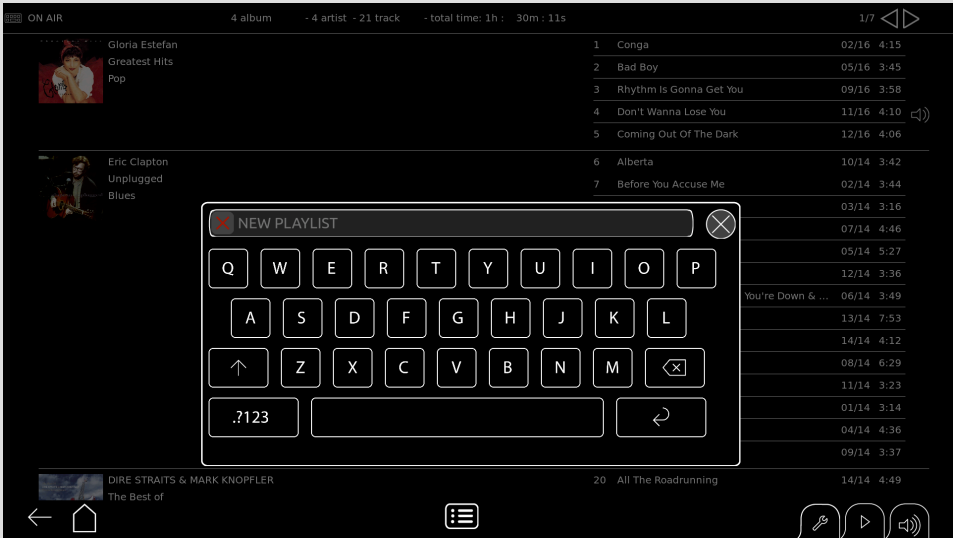 ON AIR 4 album - 4 artist - 21 track - total time: 1h : 30m : 11s 1/7
Gloria Estefan
Greatest Hits
Pop
1 Conga 02/16 4:15
2 Bad Boy 05/16 3:45
3 Rhythm Is Gonna Get You 09/16 3:58
4 Don't Wanna Lose You 11/16 4:10
5 Coming Out Of The Dark 12/16 4:06
Eric Clapton
Unplugged
Blues
6 Alberta 10/14 3:42
7 Before You Accuse Me 02/14 3:44
03/14 3:16
07/14 4:46
05/14 5:27
12/14 3:36
You're Down & ... 06/14 3:49
13/14 7:53
14/14 4:12
08/14 6:29
11/14 3:23
01/14 3:14
04/14 4:36
09/14 3:37
NEW PLAYLIST
Q W E R T Y U I O P
A S D F G H J K L
Z X C V B N M
.?123
DIRE STRAITS & MARK KNOPFLER
The Best of
20 All The Roadrunning 14/14 4:49